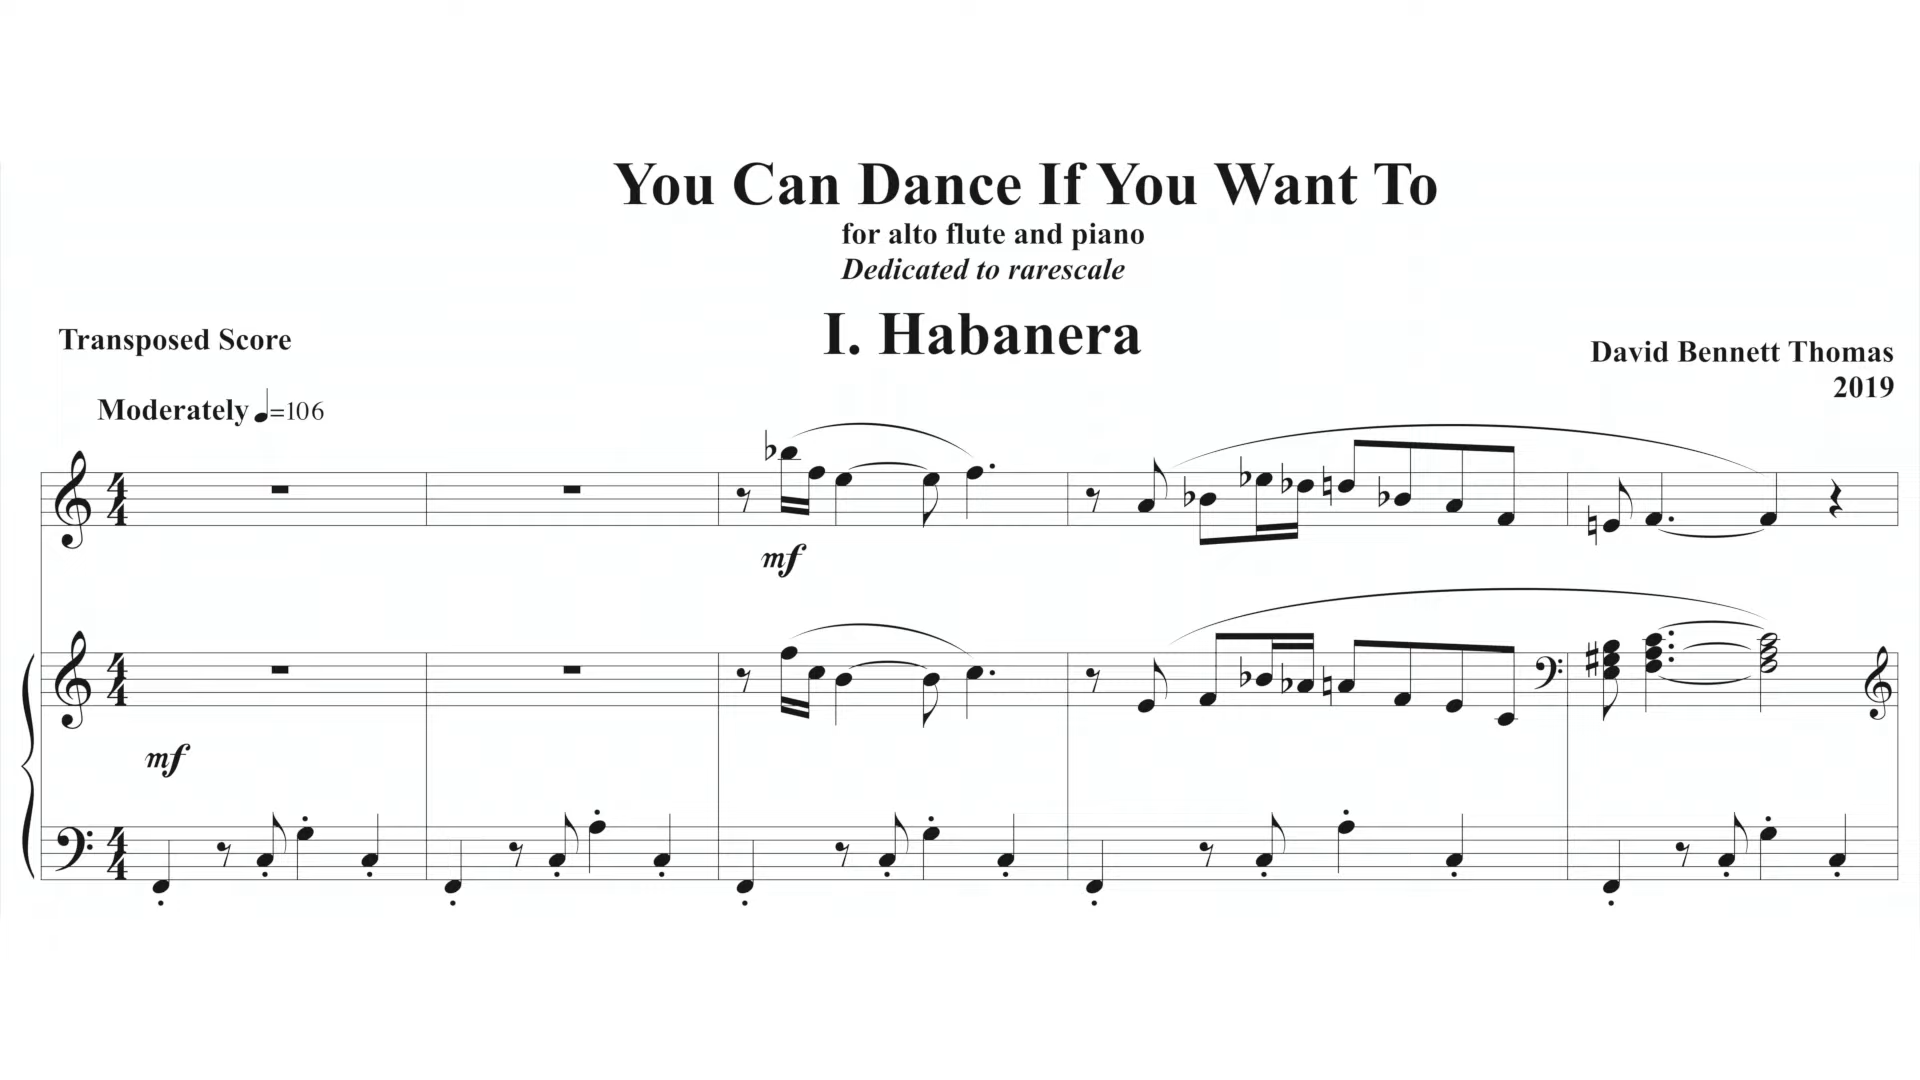 You Can Dance If You Want To
for alto flute and piano
Dedicated to rarescale
I. Habanera
Transposed Score
David Bennett Thomas
2019
Moderately ♩=106
mf
mf